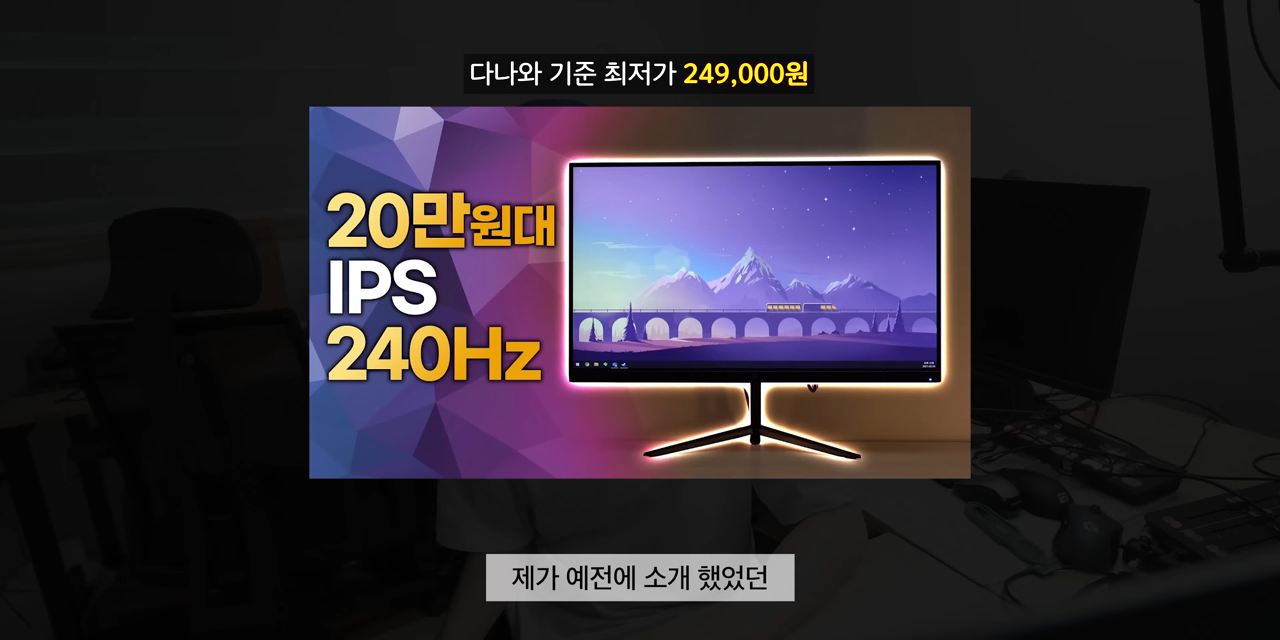 다나와 기준 최저가 249,000원
20만원대
IPS
240Hz
제가 예전에 소개 했었던